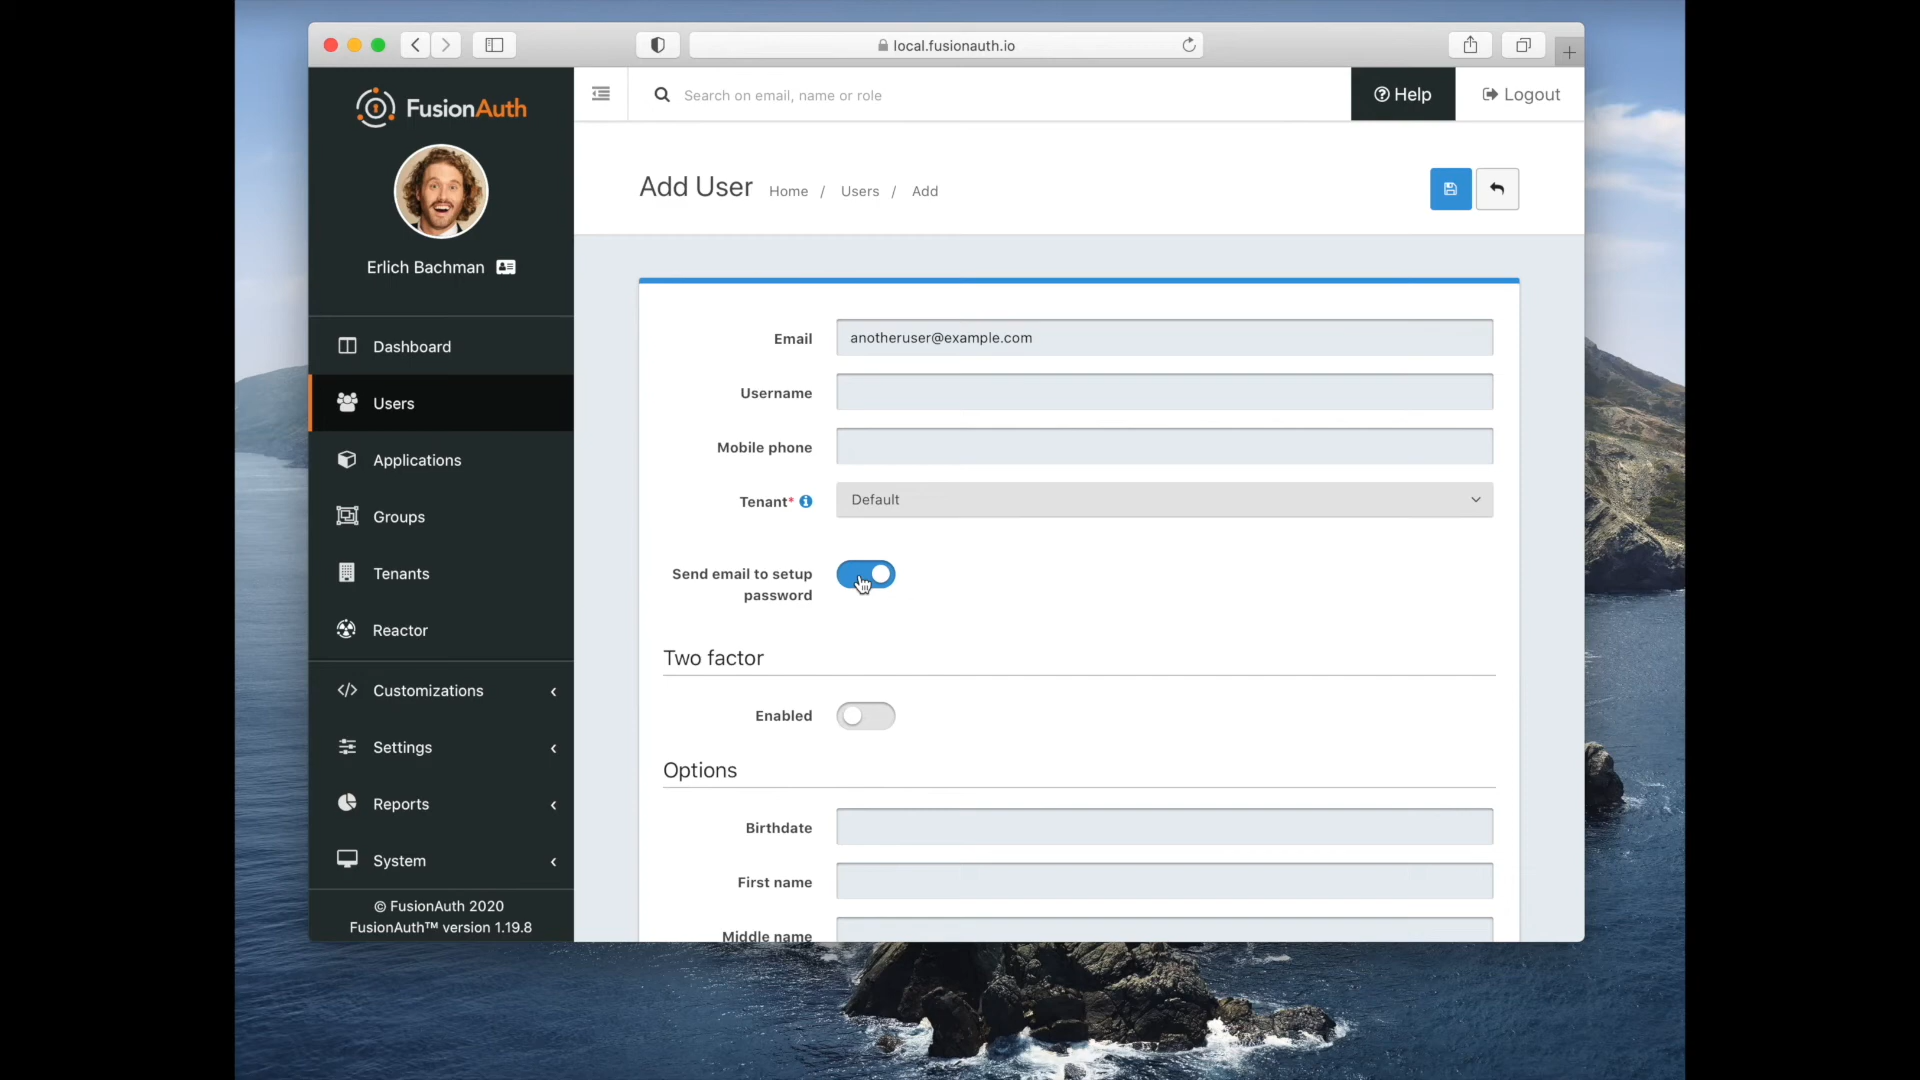 local.fusionauth.io
FusionAuth
Search on email, name or role
Help
Logout
Add User
Home / Users / Add
Erlich Bachman
Dashboard
Users
Applications
Groups
Tenants
Reactor
Customizations
Settings
Reports
System
© FusionAuth 2020
FusionAuth™ version 1.19.8
Email
anotheruser@example.com
Username
Mobile phone
Tenant*
Default
Send email to setup
password
Two factor
Enabled
Options
Birthdate
First name
Middle name